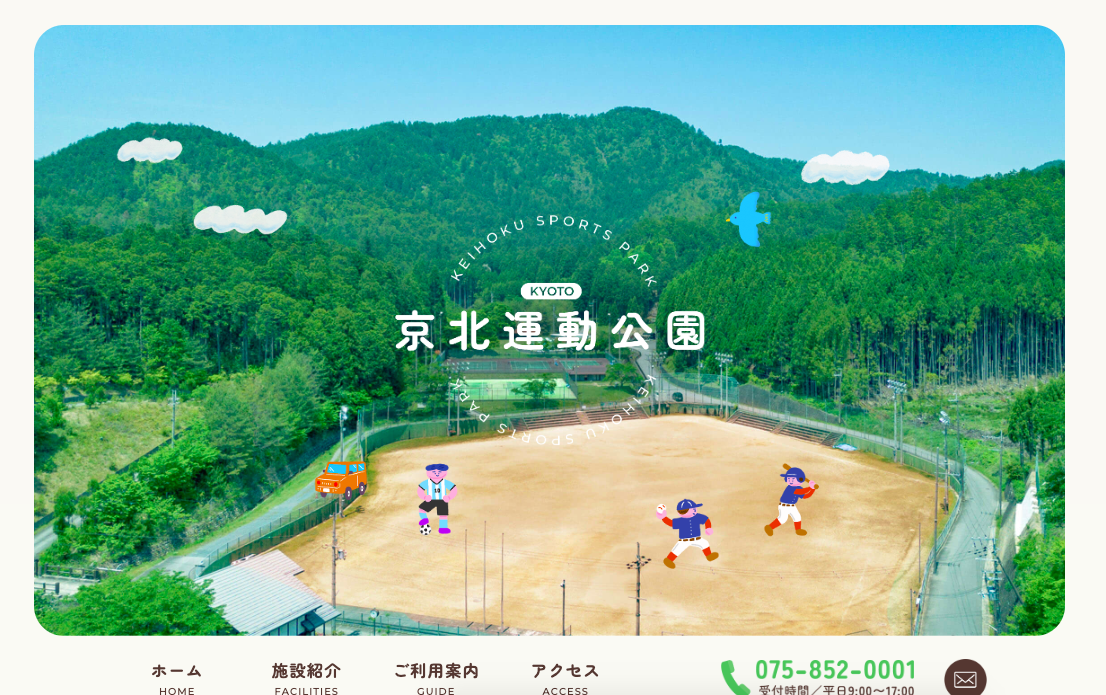 KEIHOKU SPORTS PARK
KYOTO
京北運動公園
KEIHOKU SPORTS PARK
10
ホーム
HOME
施設紹介
FACILITIES
ご利用案内
GUIDE
アクセス
ACCESS
075-852-0001
受付時間／平日9:00〜17:00